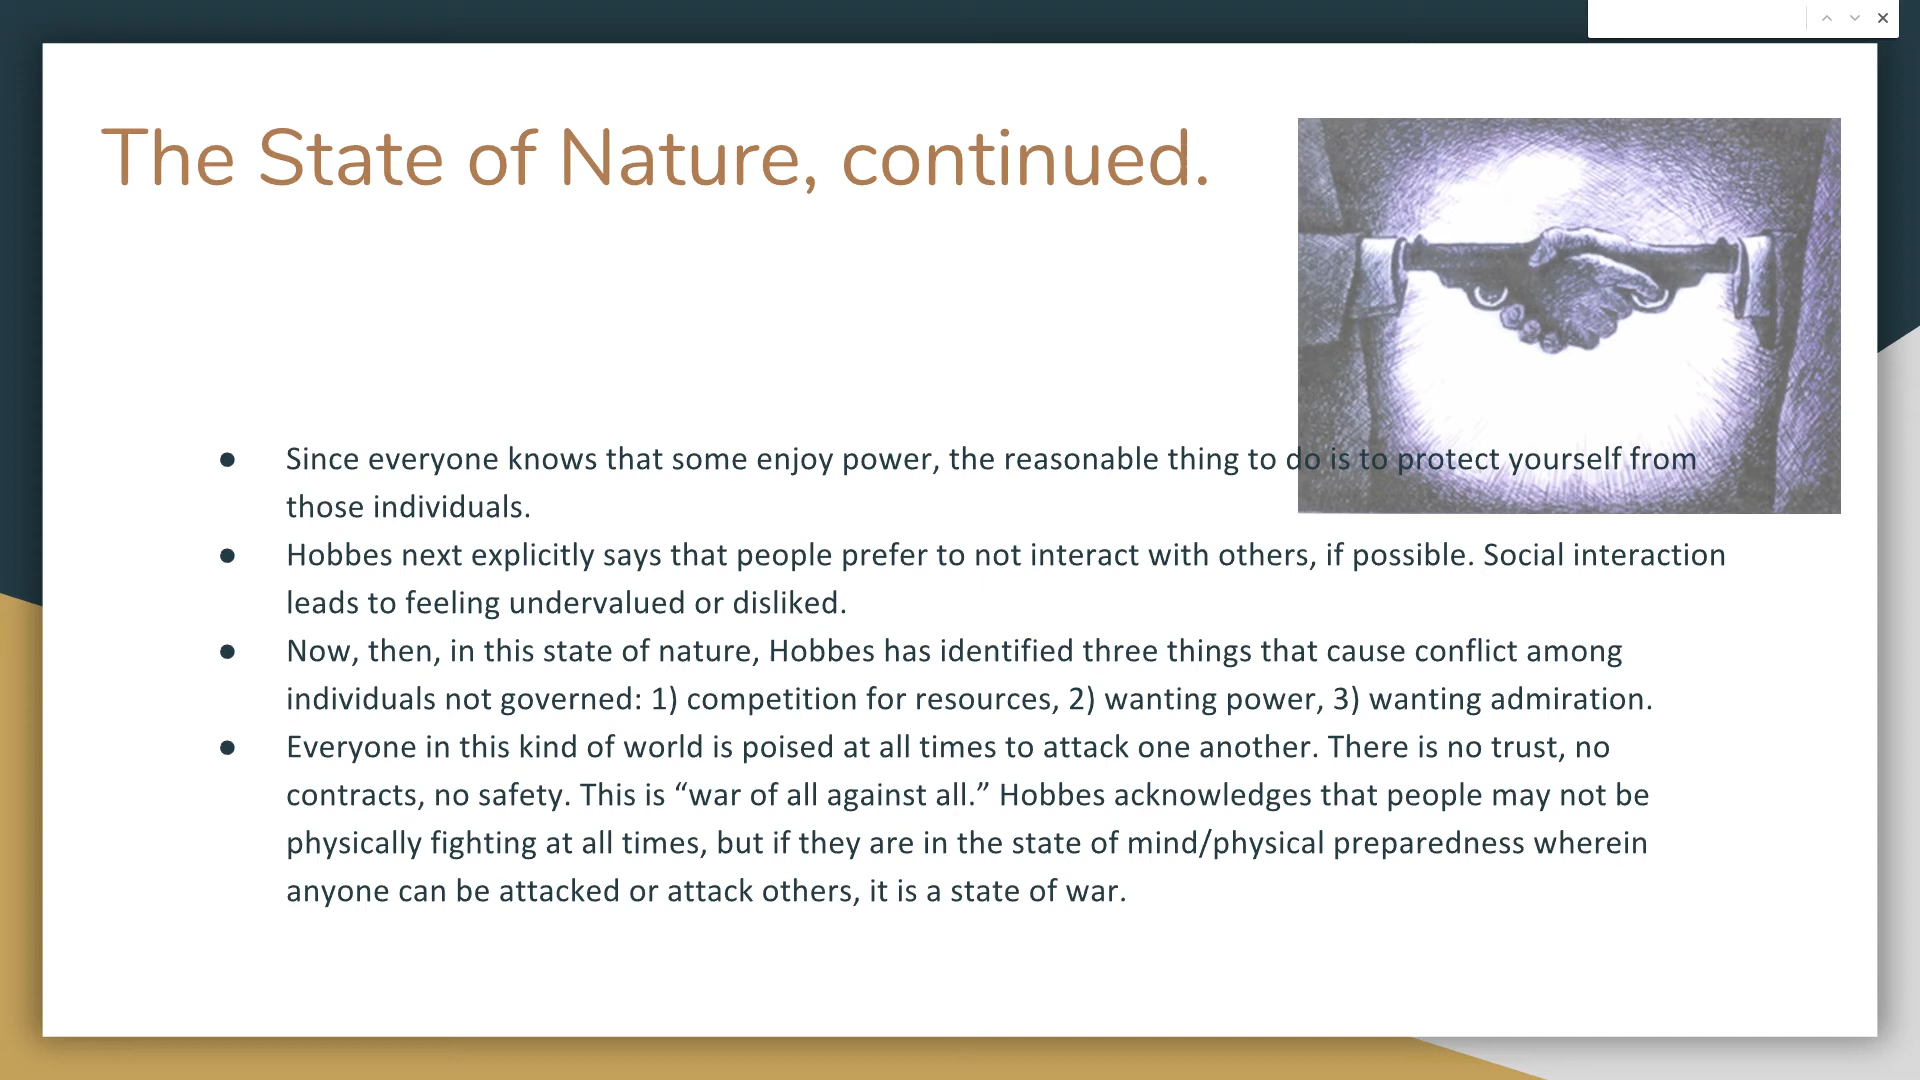 The State of Nature, continued.
● Since everyone knows that some enjoy power, the reasonable thing to do is to protect yourself from
those individuals.
● Hobbes next explicitly says that people prefer to not interact with others, if possible. Social interaction
leads to feeling undervalued or disliked.
● Now, then, in this state of nature, Hobbes has identified three things that cause conflict among
individuals not governed: 1) competition for resources, 2) wanting power, 3) wanting admiration.
● Everyone in this kind of world is poised at all times to attack one another. There is no trust, no
contracts, no safety. This is “war of all against all.” Hobbes acknowledges that people may not be
physically fighting at all times, but if they are in the state of mind/physical preparedness wherein
anyone can be attacked or attack others, it is a state of war.